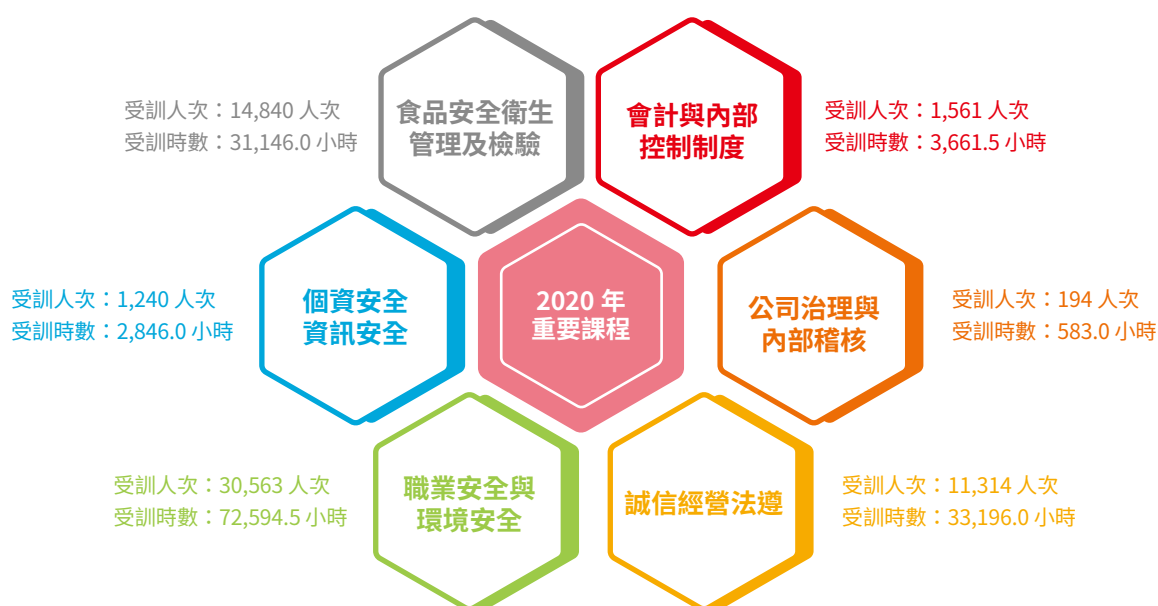 食品安全衛生
管理及檢驗
受訓人次：14,840 人次
受訓時數：31,146.0 小時
會計與內部
控制制度
受訓人次：1,561 人次
受訓時數：3,661.5 小時
個資安全
資訊安全
受訓人次：1,240 人次
受訓時數：2,846.0 小時
2020 年
重要課程
公司治理與
內部稽核
受訓人次：194 人次
受訓時數：583.0 小時
職業安全與
環境安全
受訓人次：30,563 人次
受訓時數：72,594.5 小時
誠信經營法遵
受訓人次：11,314 人次
受訓時數：33,196.0 小時